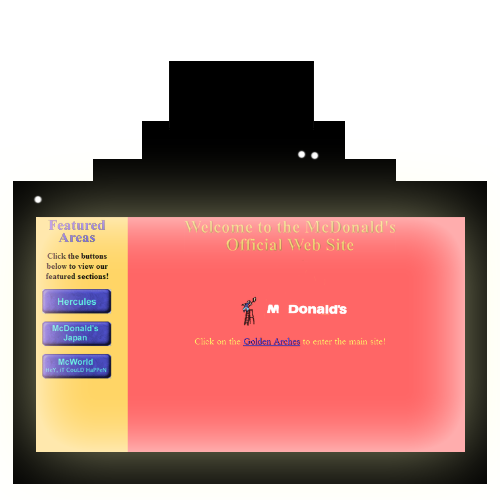 Featured
Areas
Click the buttons
below to view our
featured sections!
Hercules
McDonald's
Japan
McWorld
HeY, iT CouLD HaPPeN
Welcome to the McDonald's
Official Web Site
M Donald's
Click on the Golden Arches to enter the main site!